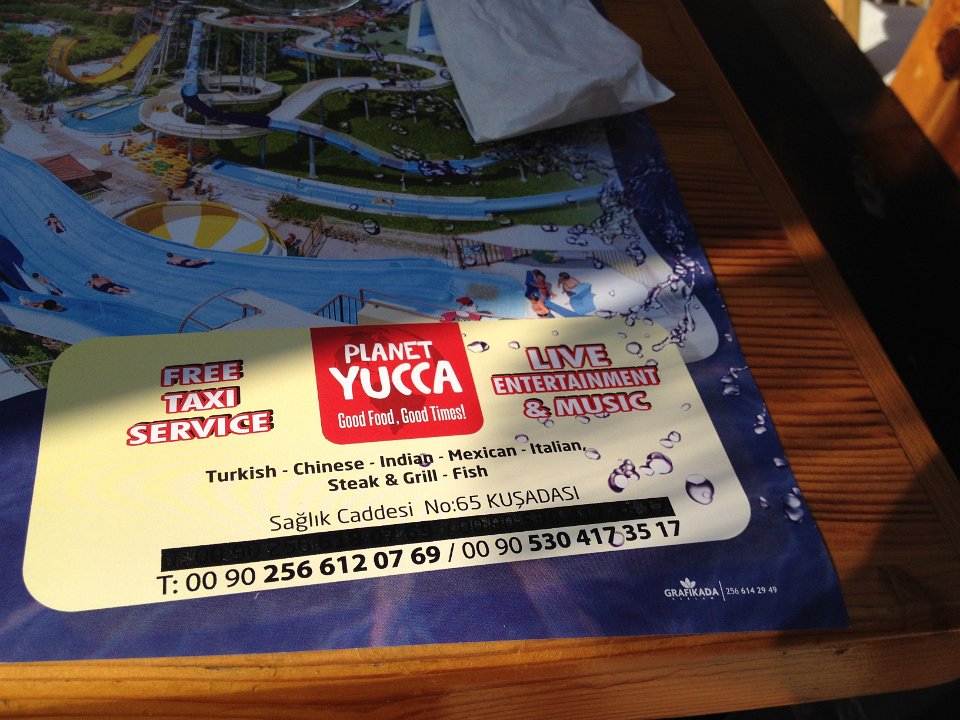 FREE
TAXI
SERVICE
PLANET
YUCCA
Good Food, Good Times!
LIVE
ENTERTAINMENT
& MUSIC
Turkish - Chinese - Indian - Mexican - Italian,
Steak & Grill - Fish
Sağlık Caddesi No:65 KUŞADASI
T: 00 90 256 612 07 69 / 00 90 530 417 35 17
GRAFİKADA 256 614 29 49